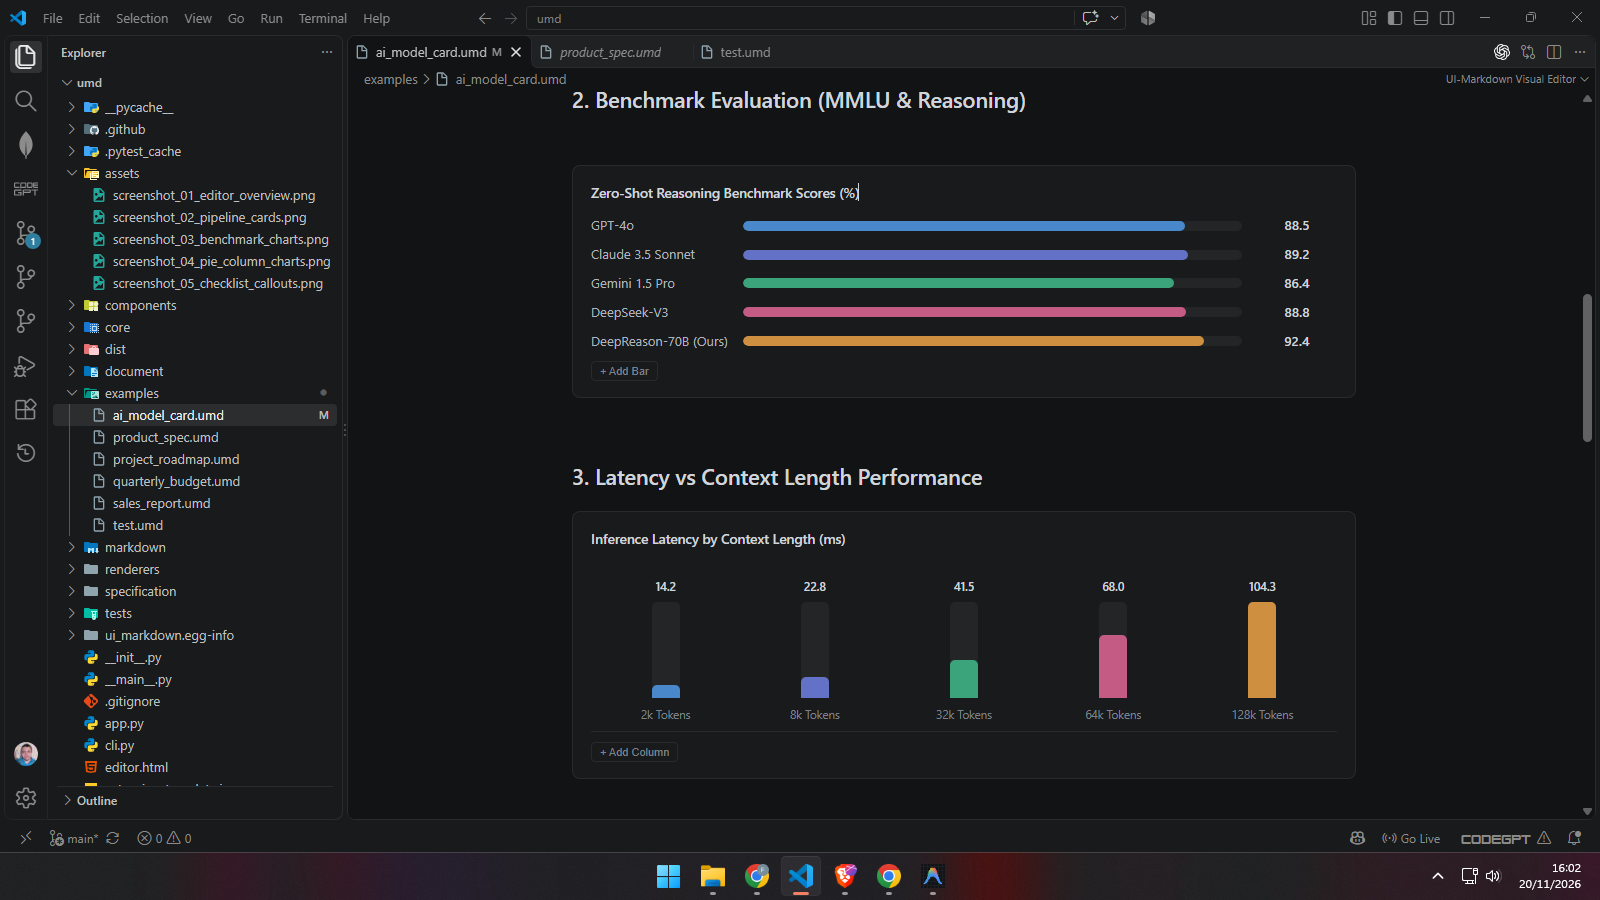 File Edit Selection View Go Run Terminal Help
umd
Explorer
umd
__pycache__
.github
.pytest_cache
assets
screenshot_01_editor_overview.png
screenshot_02_pipeline_cards.png
screenshot_03_benchmark_charts.png
screenshot_04_pie_column_charts.png
screenshot_05_checklist_callouts.png
components
core
dist
document
examples
ai_model_card.umd M
product_spec.umd
project_roadmap.umd
quarterly_budget.umd
sales_report.umd
test.umd
markdown
renderers
specification
tests
ui_markdown.egg-info
__init__.py
__main__.py
.gitignore
app.py
cli.py
editor.html
Outline
CODE GPT
1
ai_model_card.umd M
product_spec.umd
test.umd
examples > ai_model_card.umd
UI-Markdown Visual Editor
2. Benchmark Evaluation (MMLU & Reasoning)
Zero-Shot Reasoning Benchmark Scores (%)
GPT-4o 88.5
Claude 3.5 Sonnet 89.2
Gemini 1.5 Pro 86.4
DeepSeek-V3 88.8
DeepReason-70B (Ours) 92.4
+ Add Bar
3. Latency vs Context Length Performance
Inference Latency by Context Length (ms)
14.2 22.8 41.5 68.0 104.3
2k Tokens 8k Tokens 32k Tokens 64k Tokens 128k Tokens
+ Add Column
main* 0 0
Go Live CODEGPT
16:02
20/11/2026